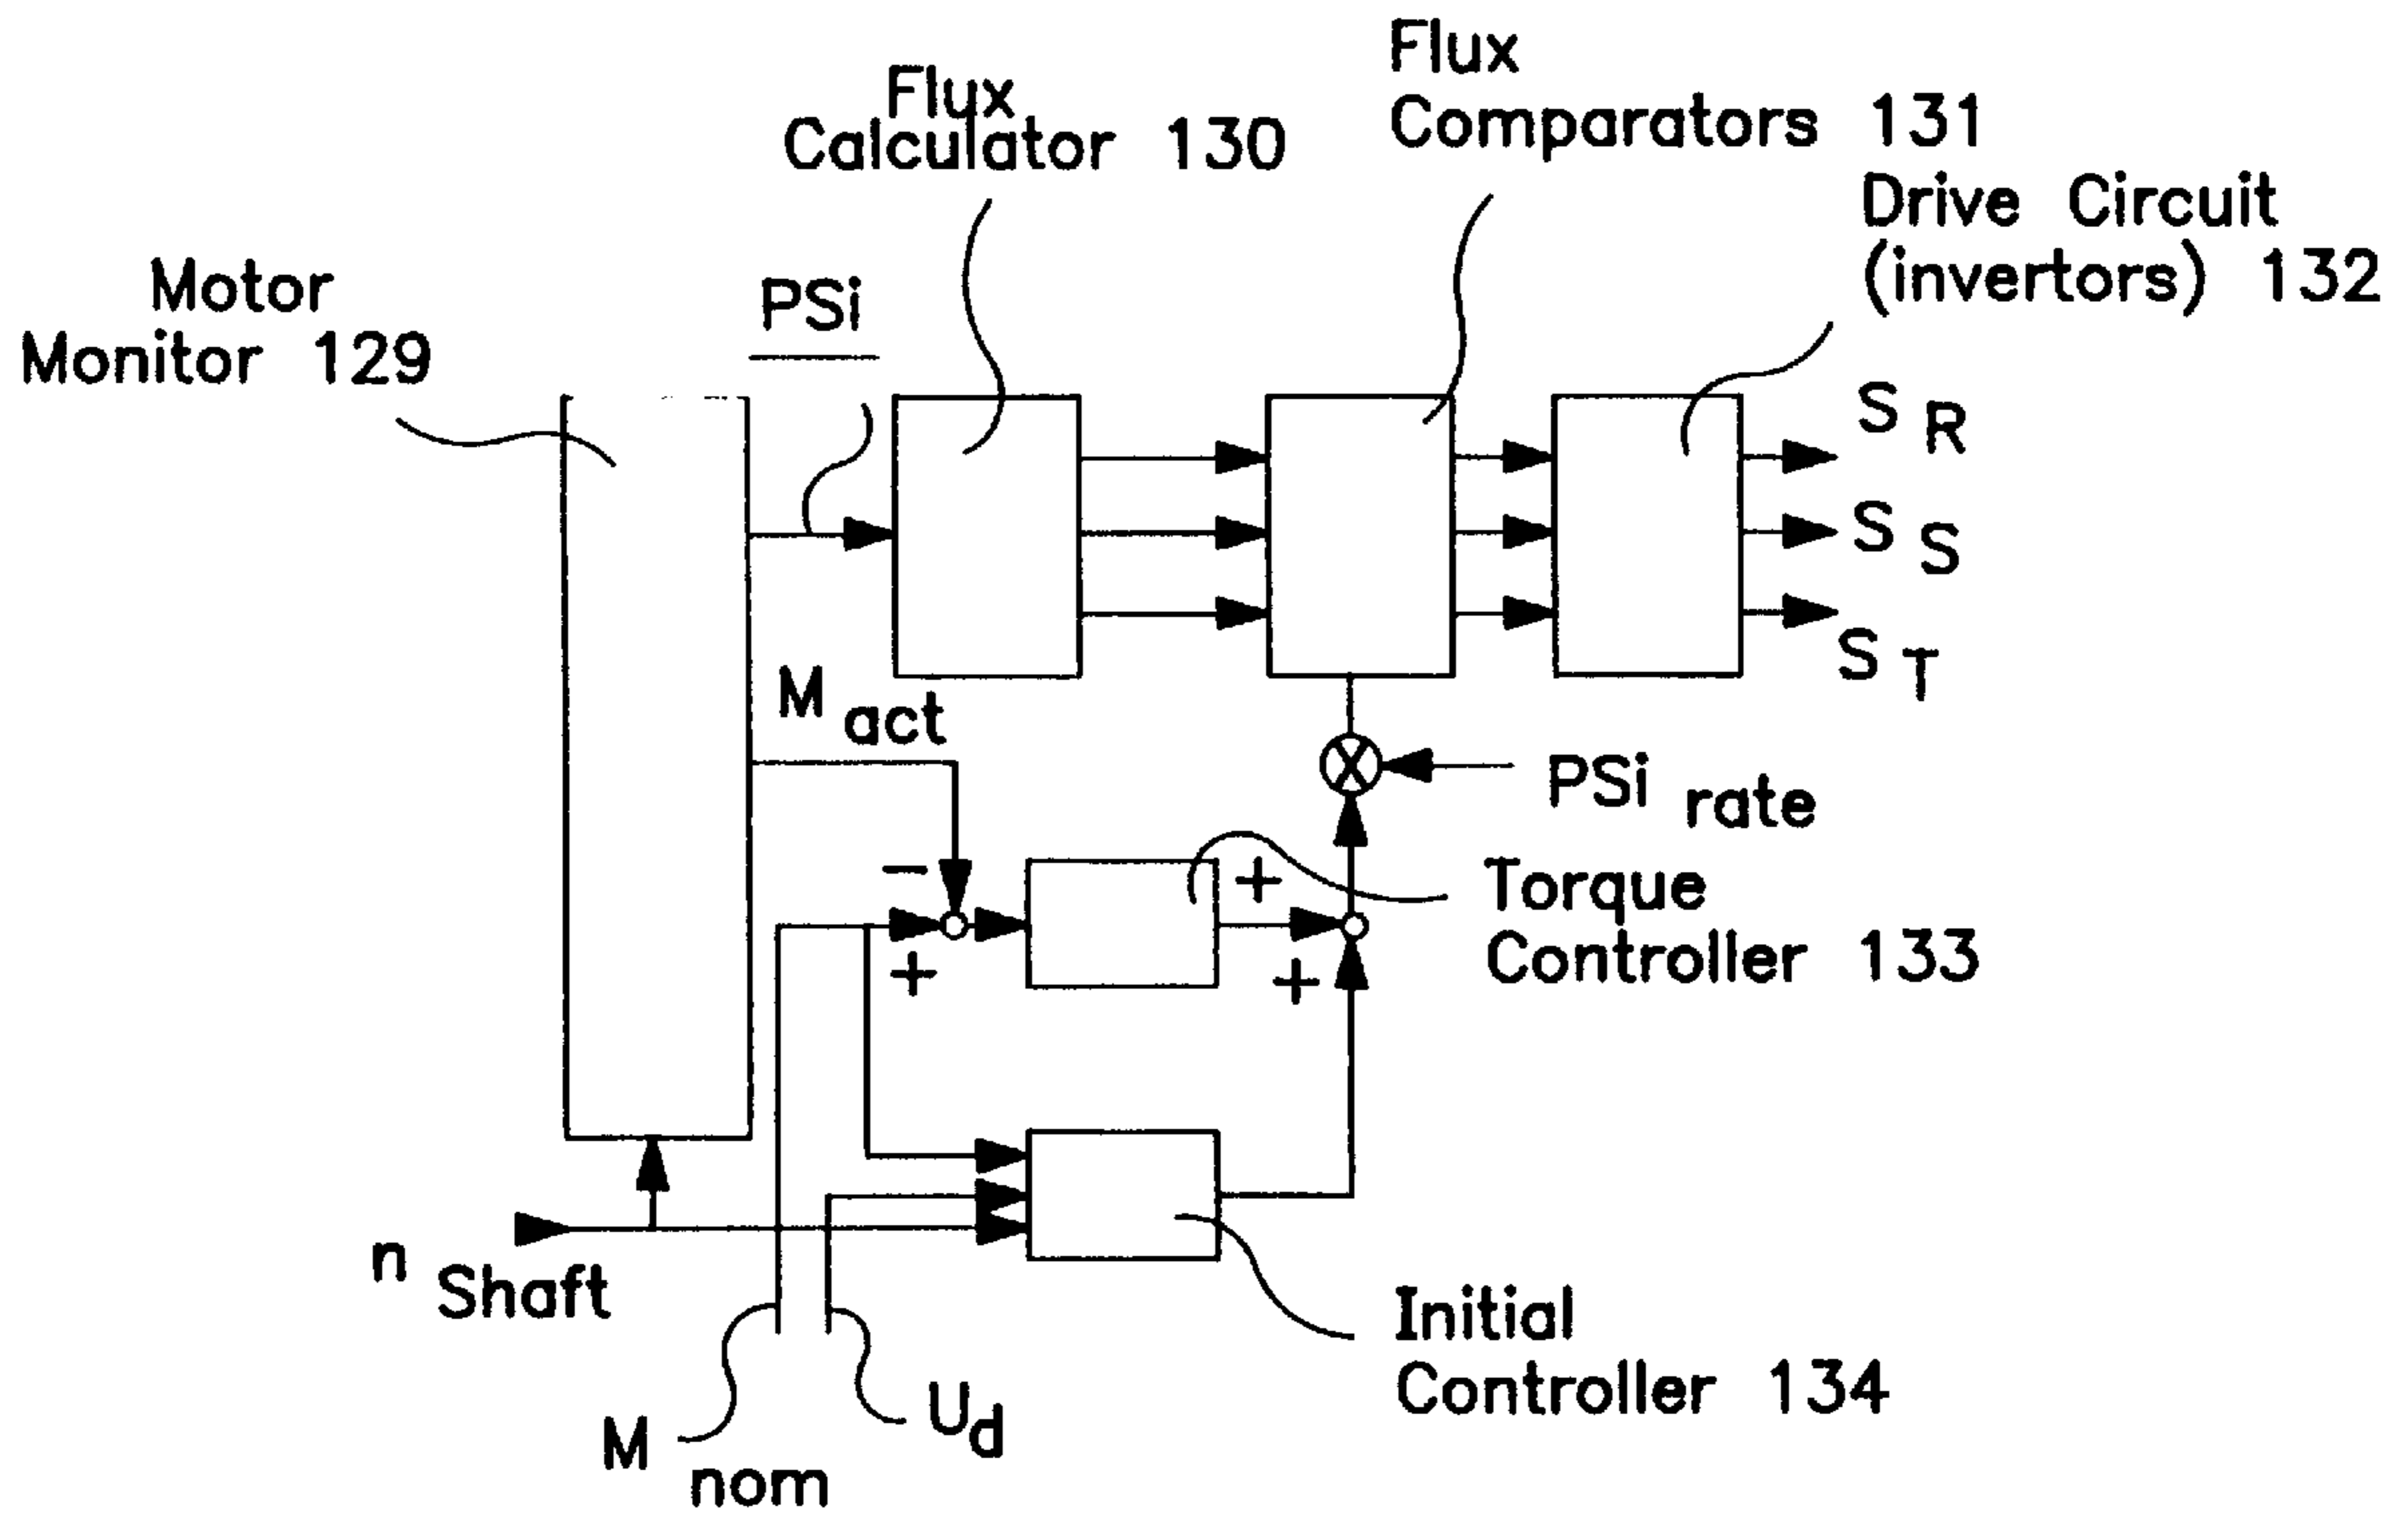 Flux
Comparators 131
Flux
Calculator 130
Drive Circuit
(invertors) 132
Motor
Monitor 129
PSi
S R
S S
S T
M act
PSi rate
-
+
+
+
Torque
Controller 133
n Shaft
Initial
Controller 134
M nom
Ud